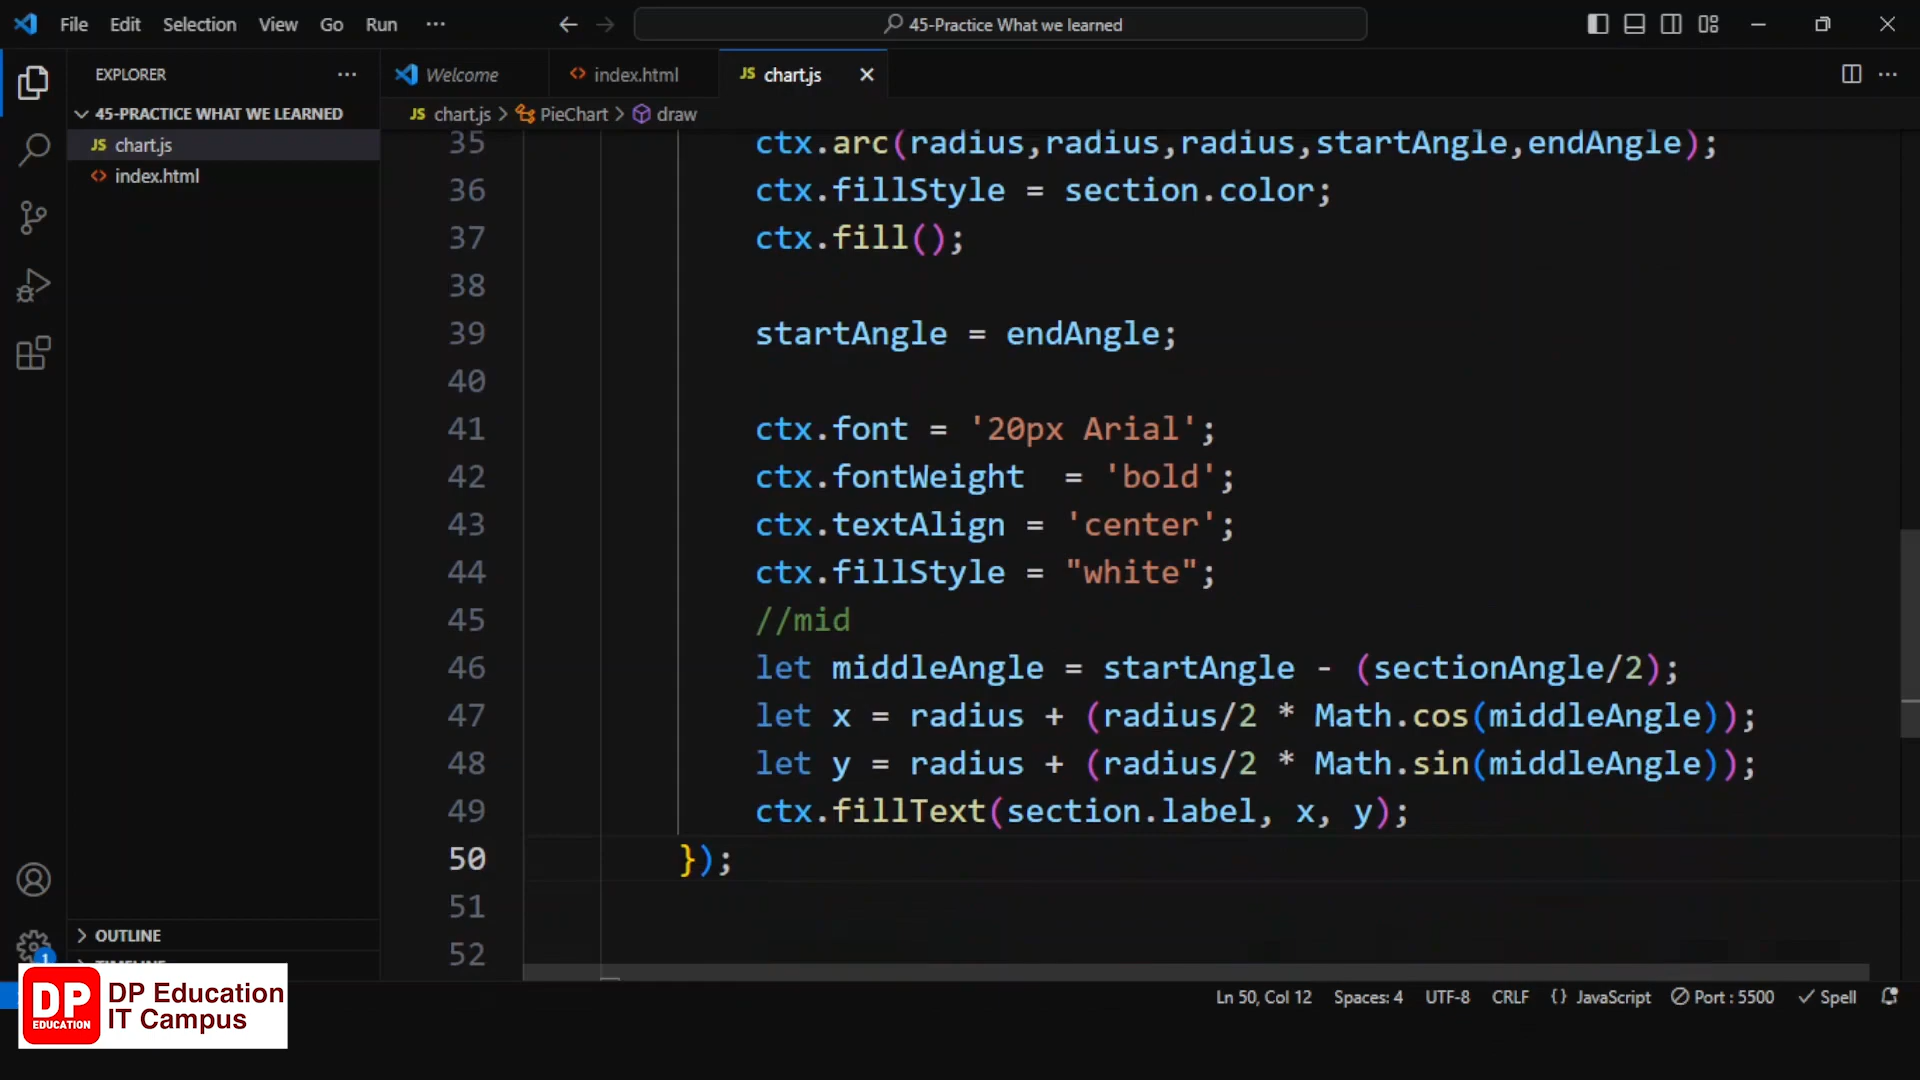 File Edit Selection View Go Run ··· 45-Practice What we learned
EXPLORER ···
Welcome index.html JS chart.js
45-PRACTICE WHAT WE LEARNED
JS chart.js
index.html
JS chart.js > PieChart > draw
35 ctx.arc(radius,radius,radius,startAngle,endAngle);
36 ctx.fillStyle = section.color;
37 ctx.fill();
38
39 startAngle = endAngle;
40
41 ctx.font = '20px Arial';
42 ctx.fontWeight  = 'bold';
43 ctx.textAlign = 'center';
44 ctx.fillStyle = "white";
45 //mid
46 let middleAngle = startAngle - (sectionAngle/2);
47 let x = radius + (radius/2 * Math.cos(middleAngle));
48 let y = radius + (radius/2 * Math.sin(middleAngle));
49 ctx.fillText(section.label, x, y);
50 });
51
52
OUTLINE
TIMELINE
1
DP EDUCATION
DP Education
IT Campus
Ln 50, Col 12 Spaces: 4 UTF-8 CRLF {} JavaScript Port : 5500 Spell